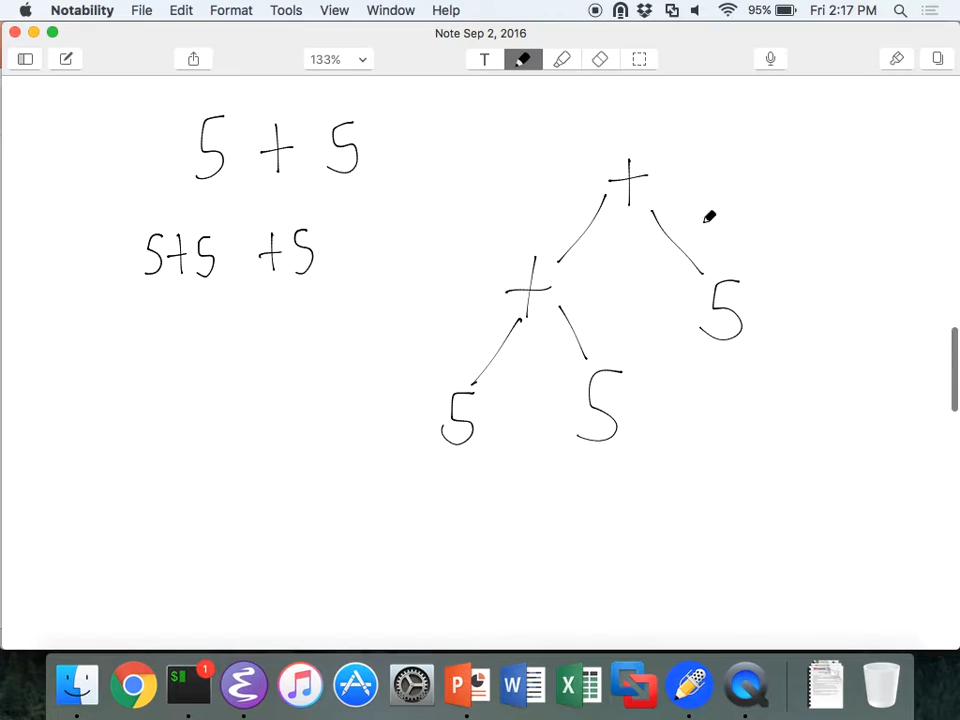 Notability File Edit Format Tools View Window Help 95% Fri 2:17 PM
Note Sep 2, 2016
133% T
5 + 5
5+5 +5
+
+
5
5 5
$ 1 P W X